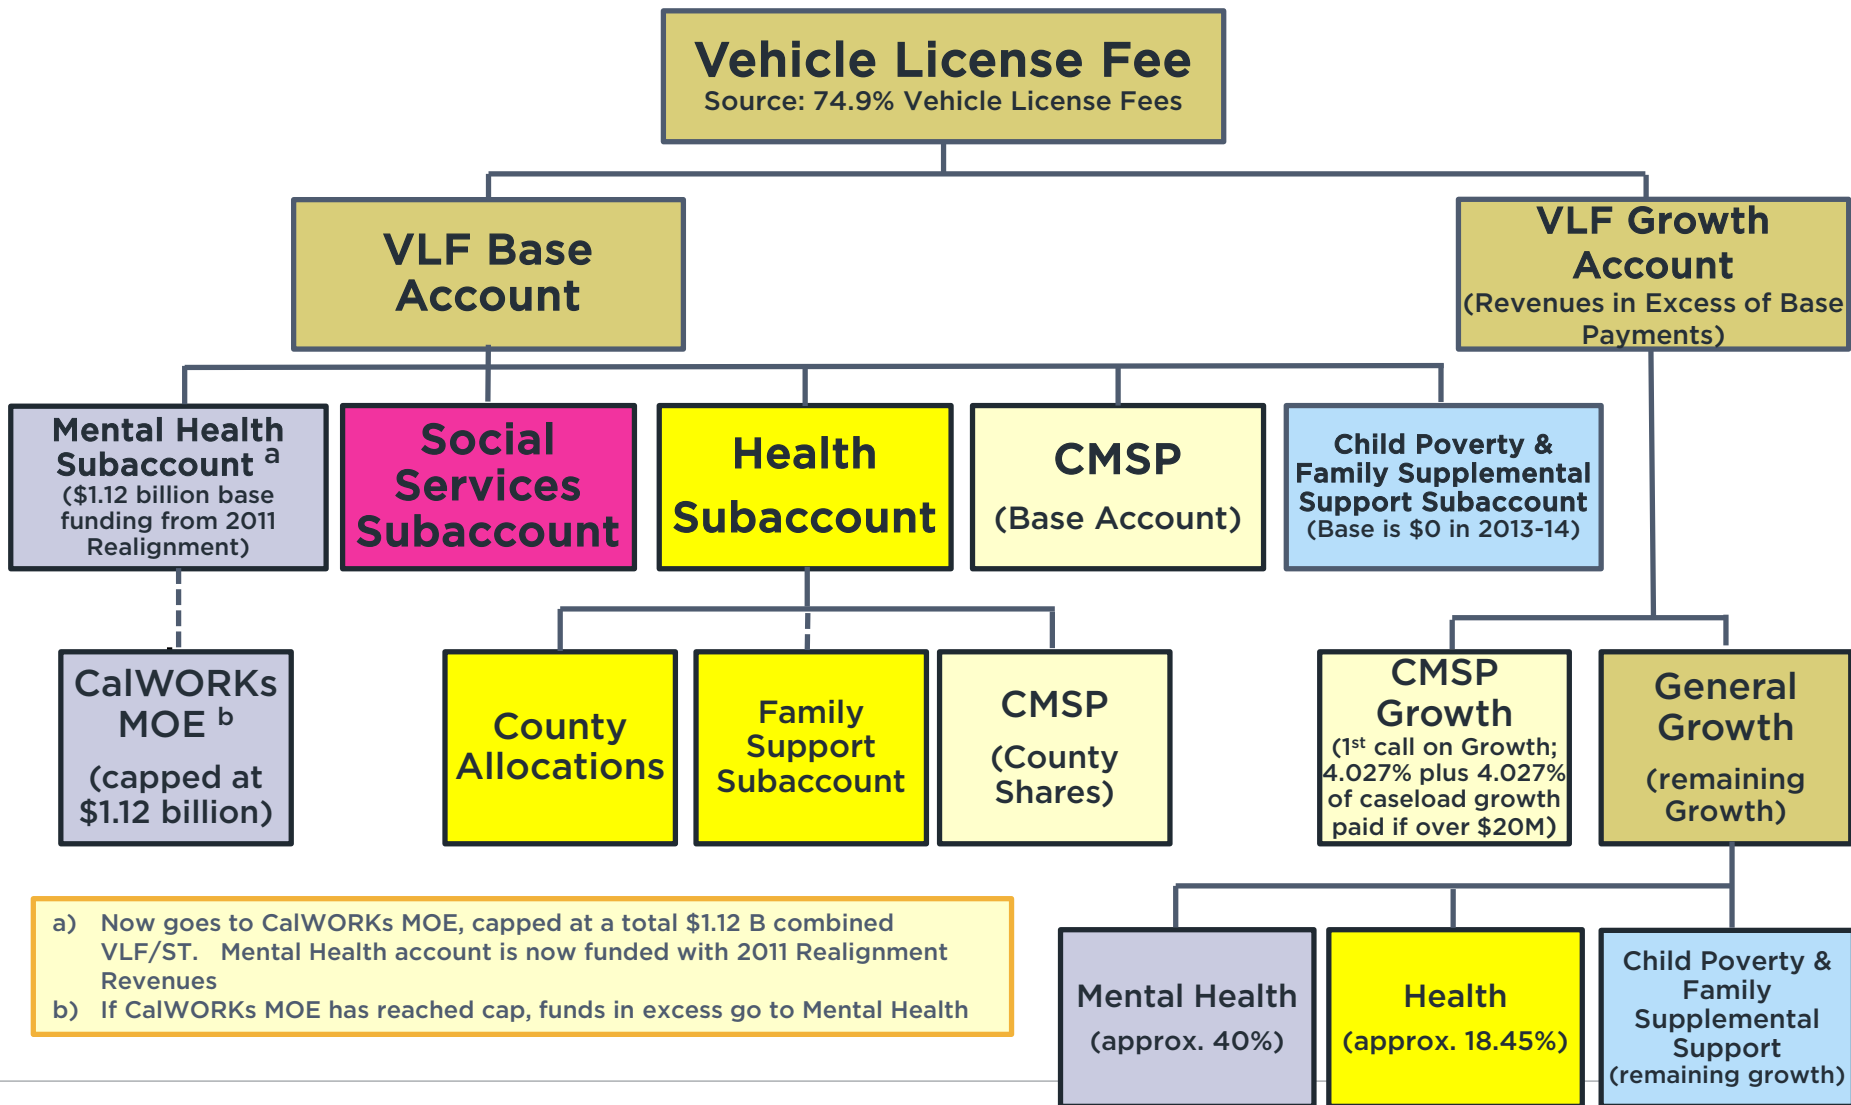 Vehicle License Fee
Source: 74.9% Vehicle License Fees
VLF Base
Account
VLF Growth
Account
(Revenues in Excess of Base
Payments)
Mental Health
Subaccount a
($1.12 billion base
funding from 2011
Realignment)
Social
Services
Subaccount
Health
Subaccount
CMSP
(Base Account)
Child Poverty &
Family Supplemental
Support Subaccount
(Base is $0 in 2013-14)
CalWORKs
MOE b
(capped at
$1.12 billion)
County
Allocations
Family
Support
Subaccount
CMSP
(County
Shares)
CMSP
Growth
(1st call on Growth;
4.027% plus 4.027%
of caseload growth
paid if over $20M)
General
Growth
(remaining
Growth)
a) Now goes to CalWORKs MOE, capped at a total $1.12 B combined
VLF/ST. Mental Health account is now funded with 2011 Realignment
Revenues
b) If CalWORKs MOE has reached cap, funds in excess go to Mental Health
Mental Health
(approx. 40%)
Health
(approx. 18.45%)
Child Poverty &
Family
Supplemental
Support
(remaining growth)